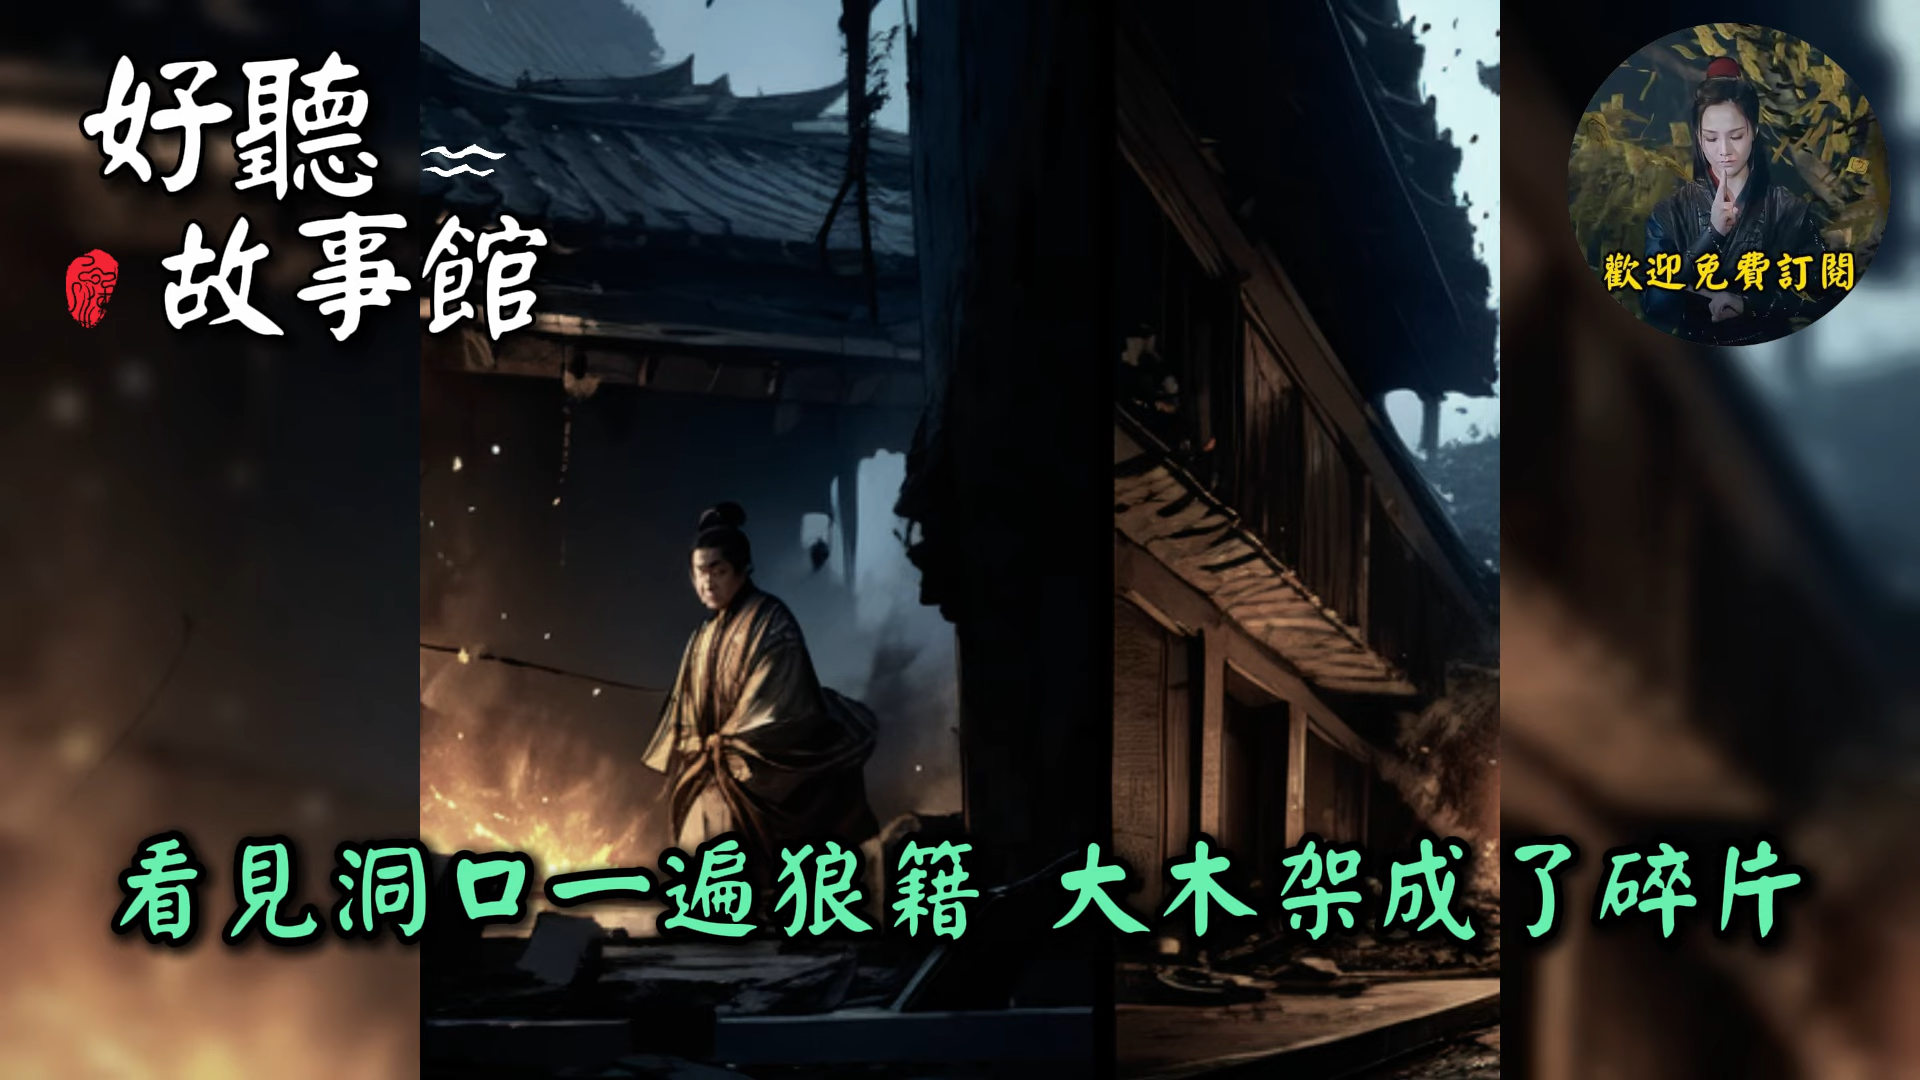 好聽
故事館
歡迎免費訂閱
看見洞口一遍狼籍 大木架成了碎片